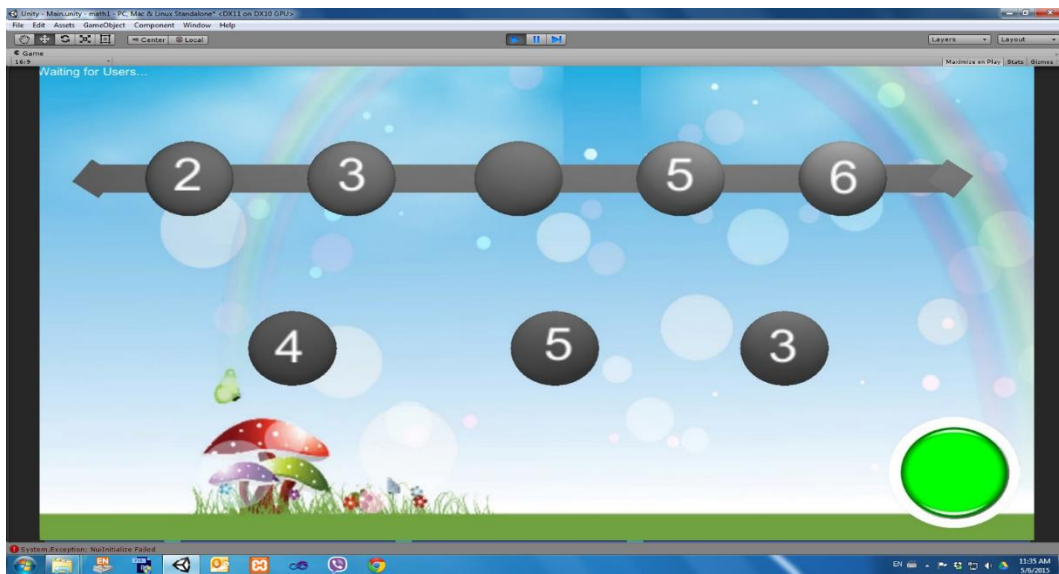 Unity - Main.unity - math1 - PC, Mac & Linux Standalone* <DX11 on DX10 GPU>
File Edit Assets GameObject Component Window Help
Center Local Layers Layout
Game
16:9 Maximize on Play Stats Gizmos
Waiting for Users...
2 3 5 6
4 5 3
System.Exception: NuiInitialize Failed
EN EN 11:35 AM
5/6/2015